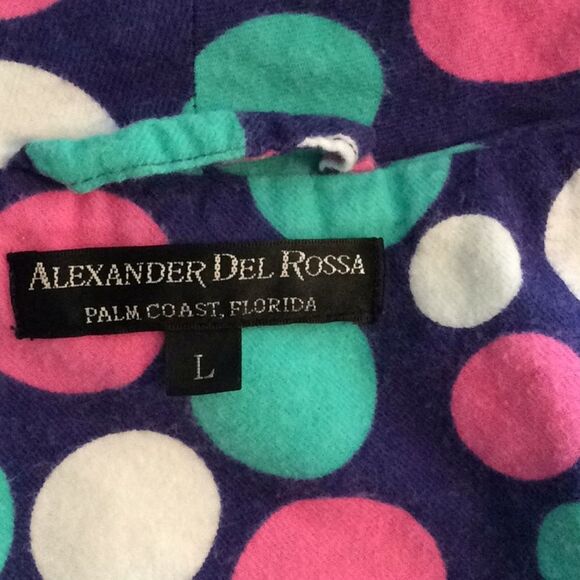 ALEXANDER DEL ROSSA
PALM COAST, FLORIDA
L